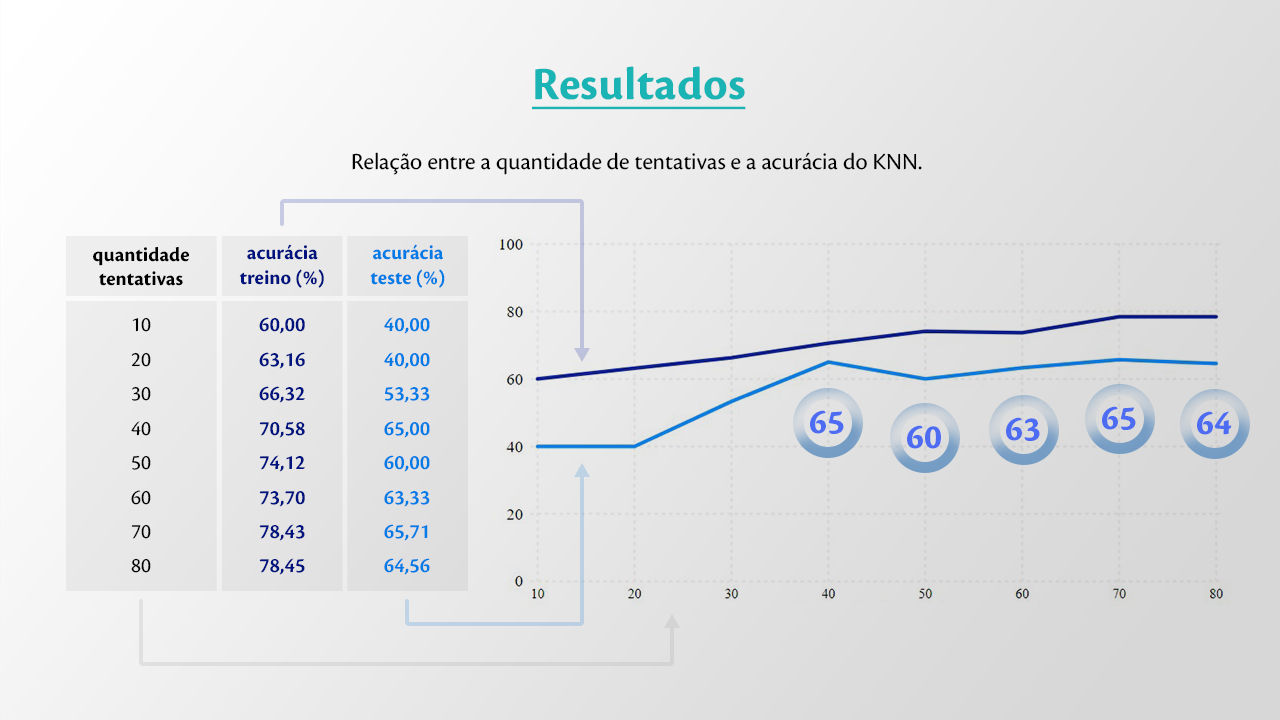 Resultados
Relação entre a quantidade de tentativas e a acurácia do KNN.
quantidade tentativas acurácia treino (%) acurácia teste (%)
10 60,00 40,00
20 63,16 40,00
30 66,32 53,33
40 70,58 65,00
50 74,12 60,00
60 73,70 63,33
70 78,43 65,71
80 78,45 64,56
100
80
60
40
20
0
65 60 63 65 64
10 20 30 40 50 60 70 80